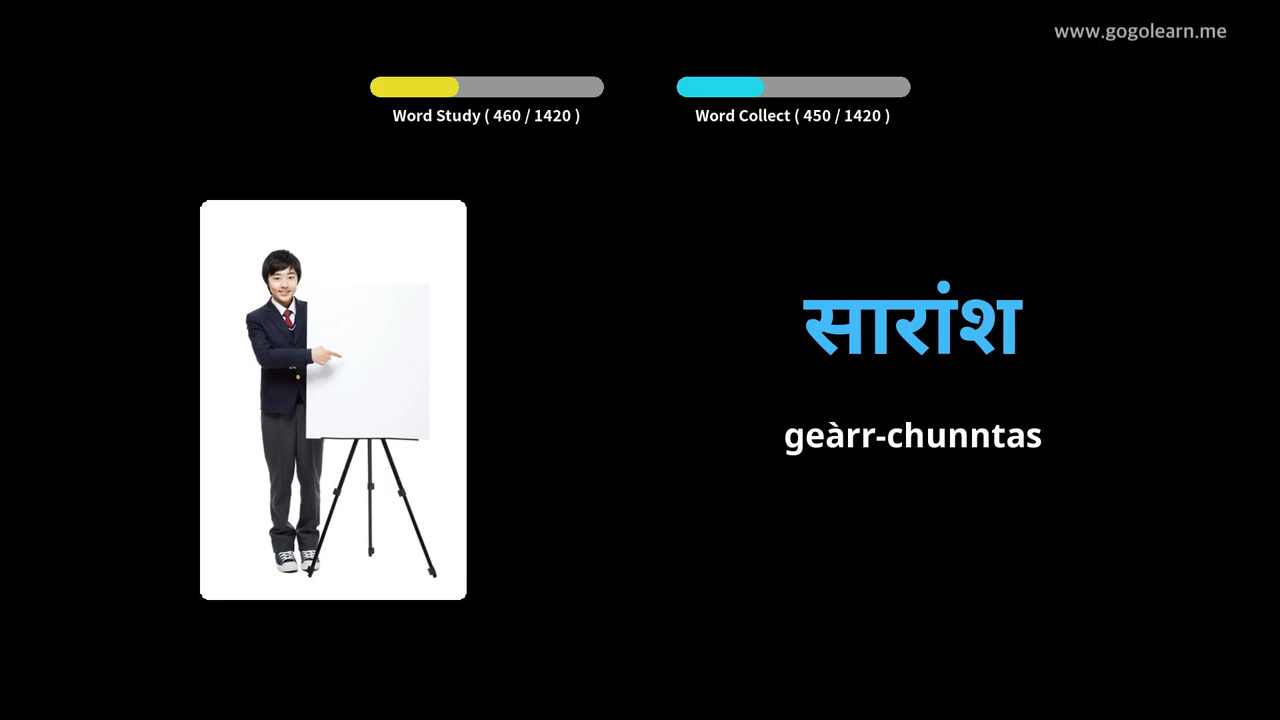 www.gogolearn.me
Word Study ( 460 / 1420 )
Word Collect ( 450 / 1420 )
सारांश
geàrr-chunntas